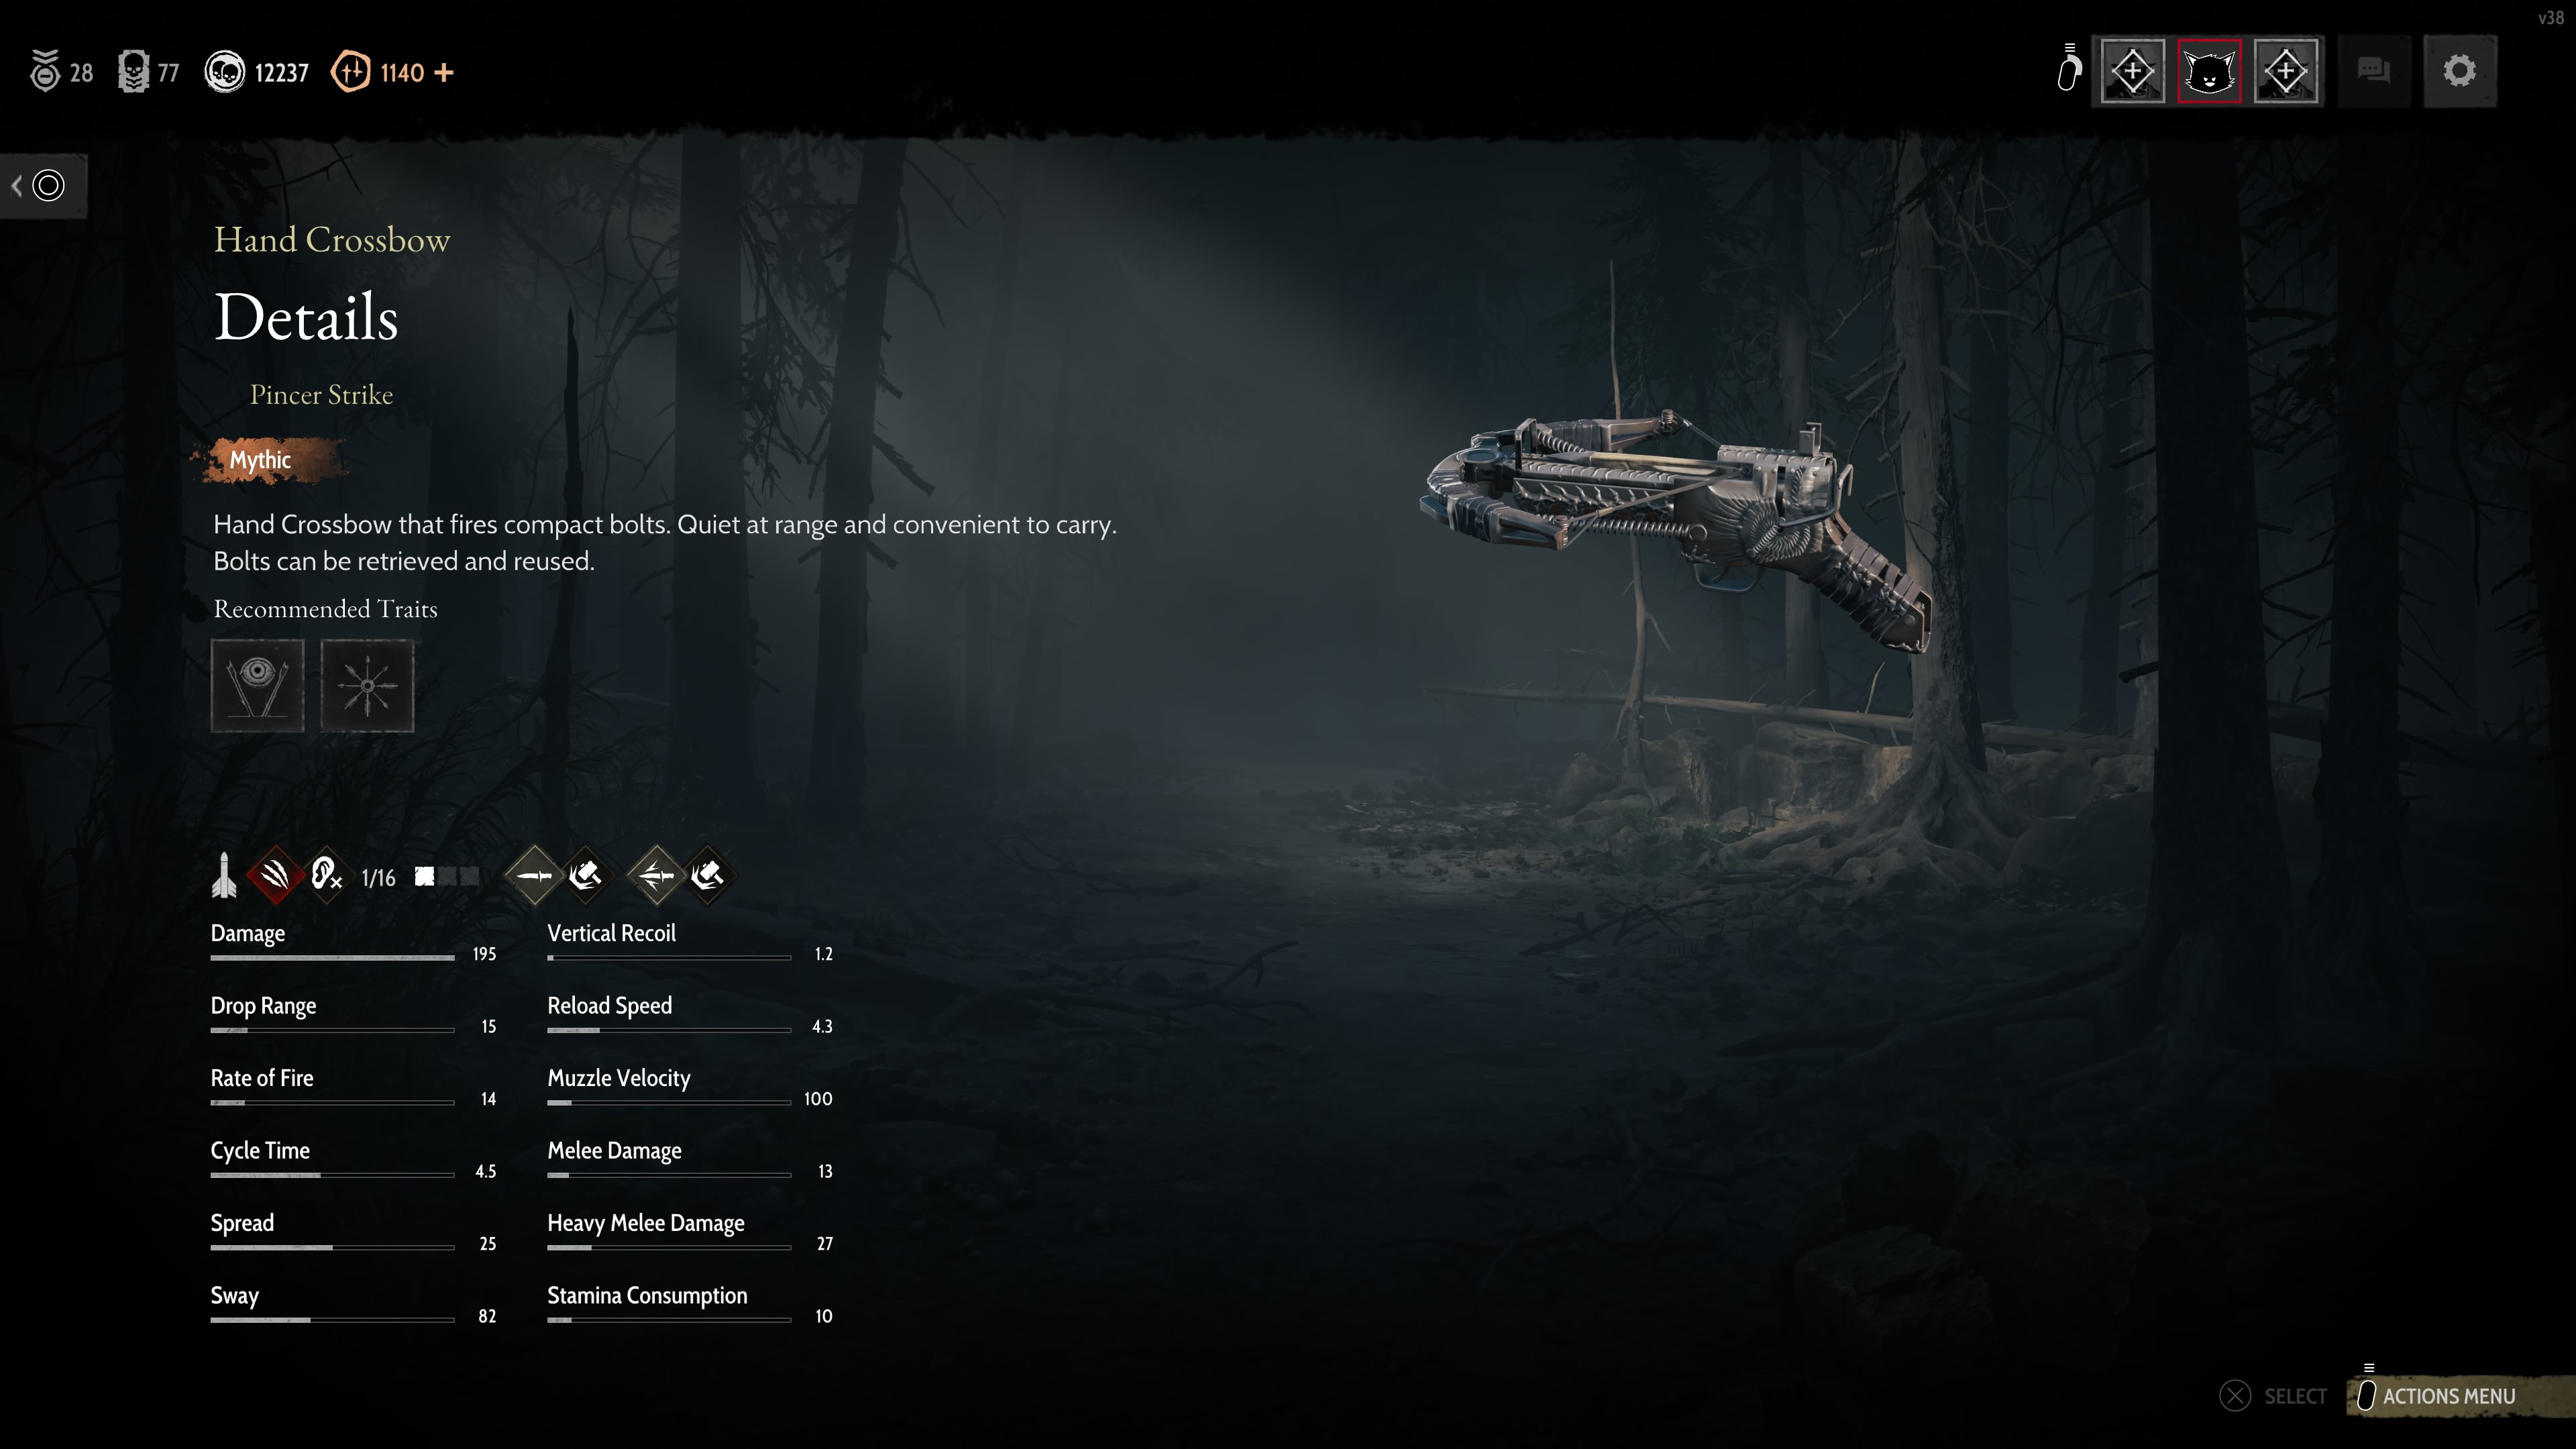 v38
28
77
12237
1140 +
Hand Crossbow
Details
Pincer Strike
Mythic
Hand Crossbow that fires compact bolts. Quiet at range and convenient to carry.
Bolts can be retrieved and reused.
Recommended Traits
1/16
Damage 195
Drop Range 15
Rate of Fire 14
Cycle Time 4.5
Spread 25
Sway 82
Vertical Recoil 1.2
Reload Speed 4.3
Muzzle Velocity 100
Melee Damage 13
Heavy Melee Damage 27
Stamina Consumption 10
SELECT
ACTIONS MENU